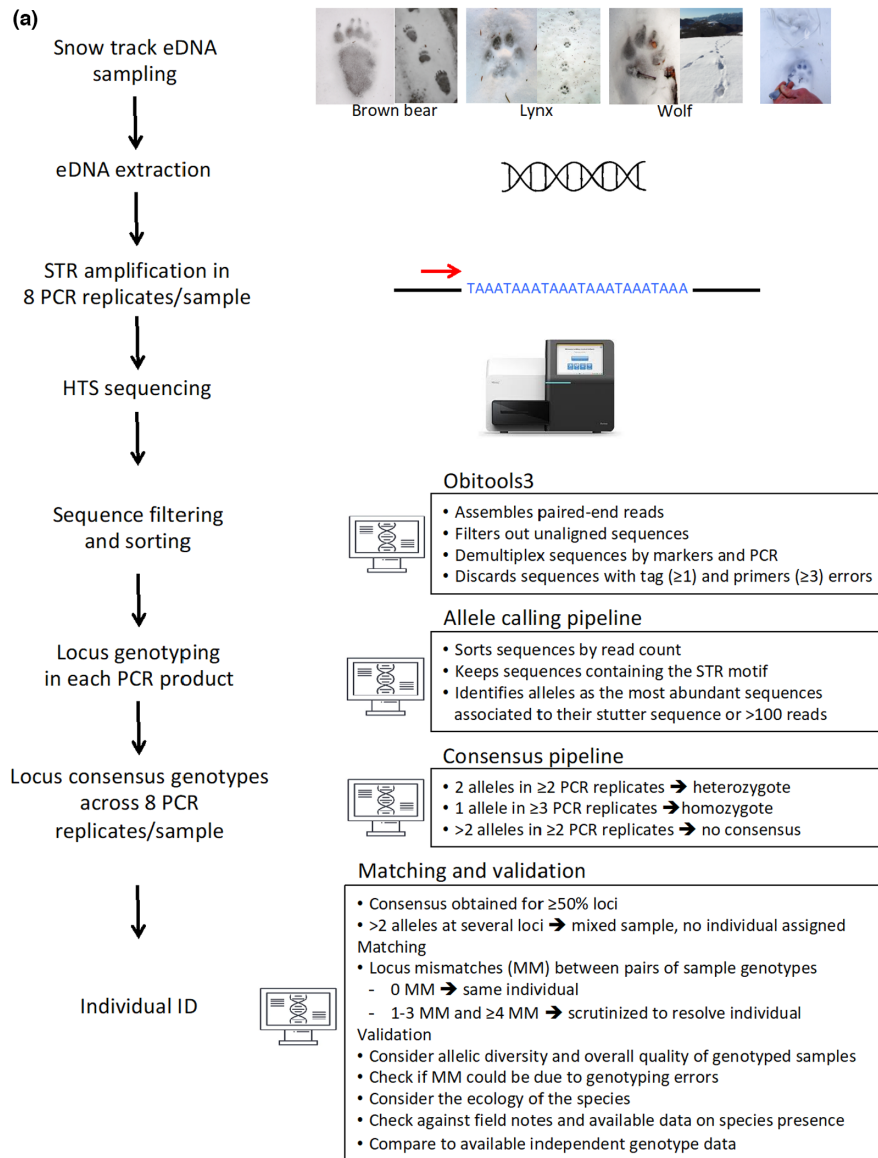 (a)
Snow track eDNA
sampling
Brown bear
Lynx
Wolf
eDNA extraction
STR amplification in
8 PCR replicates/sample
TAAATAAATAAATAAATAAATAAA
HTS sequencing
Sequence filtering
and sorting
Obitools3
• Assembles paired-end reads
• Filters out unaligned sequences
• Demultiplex sequences by markers and PCR
• Discards sequences with tag (≥1) and primers (≥3) errors
Locus genotyping
in each PCR product
Allele calling pipeline
• Sorts sequences by read count
• Keeps sequences containing the STR motif
• Identifies alleles as the most abundant sequences
associated to their stutter sequence or >100 reads
Locus consensus genotypes
across 8 PCR
replicates/sample
Consensus pipeline
• 2 alleles in ≥2 PCR replicates ➔ heterozygote
• 1 allele in ≥3 PCR replicates ➔homozygote
• >2 alleles in ≥2 PCR replicates ➔ no consensus
Individual ID
Matching and validation
• Consensus obtained for ≥50% loci
• >2 alleles at several loci ➔ mixed sample, no individual assigned
Matching
• Locus mismatches (MM) between pairs of sample genotypes
- 0 MM ➔ same individual
- 1-3 MM and ≥4 MM ➔ scrutinized to resolve individual
Validation
• Consider allelic diversity and overall quality of genotyped samples
• Check if MM could be due to genotyping errors
• Consider the ecology of the species
• Check against field notes and available data on species presence
• Compare to available independent genotype data